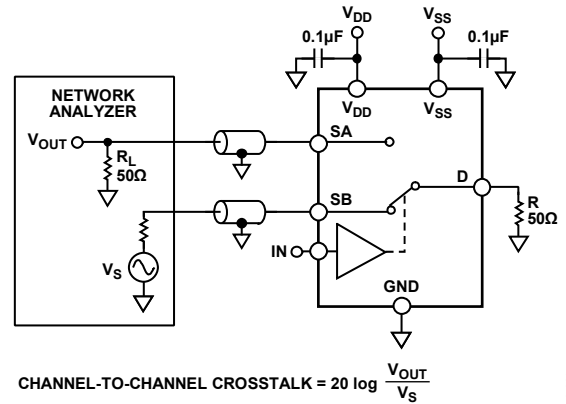 V_DD
V_SS
0.1µF
0.1µF
NETWORK
ANALYZER
V_DD
V_SS
V_OUT
SA
R_L
50Ω
SB
D
R
50Ω
IN
V_S
GND
CHANNEL-TO-CHANNEL CROSSTALK = 20 log V_OUT / V_S